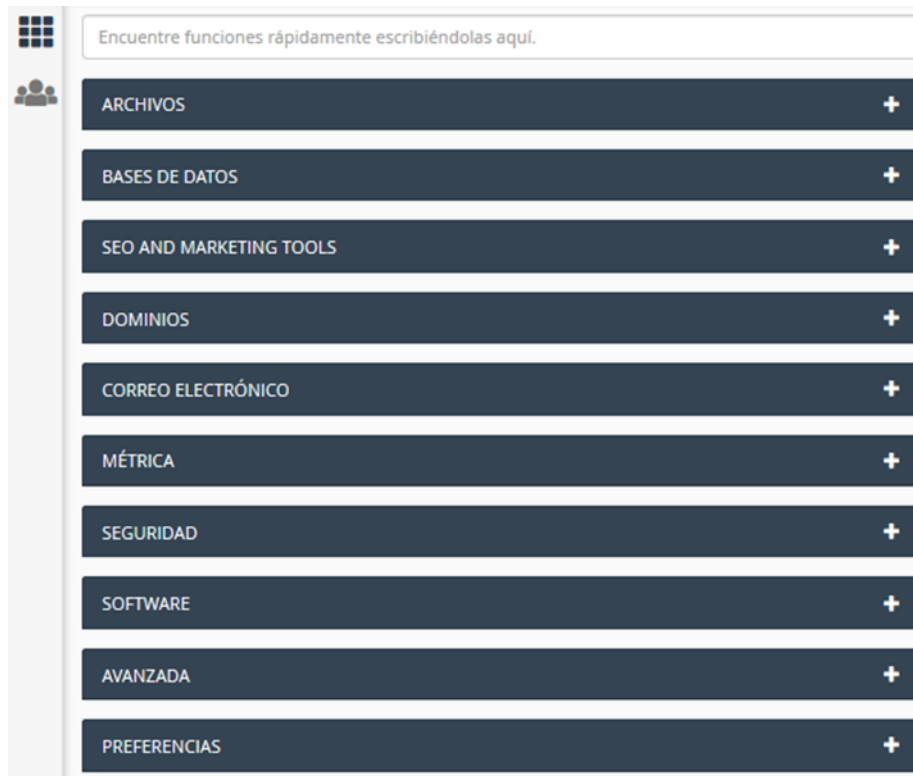 Encuentre funciones rápidamente escribiéndolas aquí.
ARCHIVOS
BASES DE DATOS
SEO AND MARKETING TOOLS
DOMINIOS
CORREO ELECTRÓNICO
MÉTRICA
SEGURIDAD
SOFTWARE
AVANZADA
PREFERENCIAS